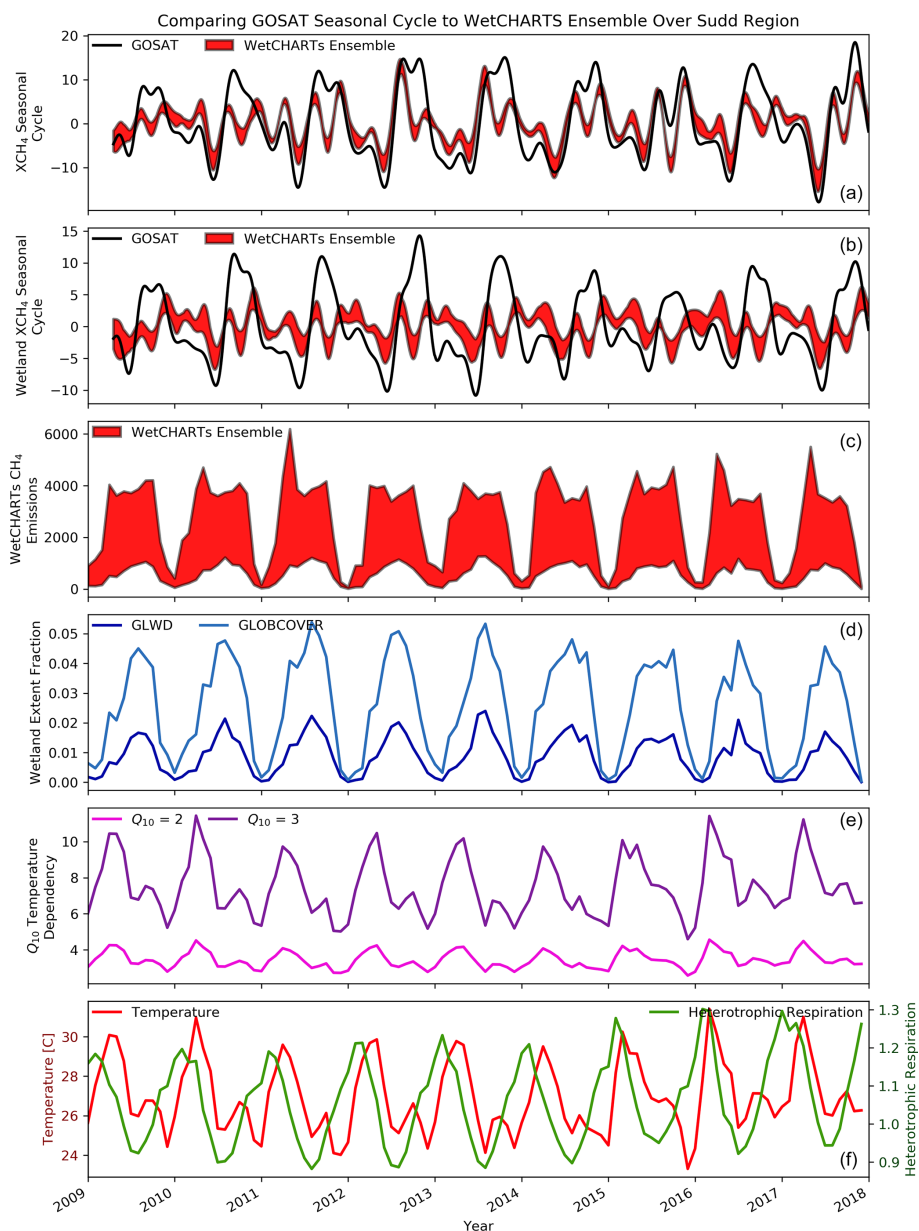 Comparing GOSAT Seasonal Cycle to WetCHARTS Ensemble Over Sudd Region
GOSAT WetCHARTs Ensemble
XCH₄ Seasonal
Cycle
20
10
0
−10
(a)
GOSAT WetCHARTs Ensemble
(b)
Wetland XCH₄ Seasonal
Cycle
15
10
5
0
−5
−10
WetCHARTs Ensemble
(c)
WetCHARTs CH₄
Emissions
6000
4000
2000
0
GLWD GLOBCOVER
(d)
Wetland Extent Fraction
0.05
0.04
0.03
0.02
0.01
0.00
Q₁₀ = 2 Q₁₀ = 3
(e)
Q₁₀ Temperature
Dependency
10
8
6
4
Temperature Heterotrophic Respiration
Temperature [C]
30
28
26
24
1.3
1.2
1.1
1.0
0.9
Heterotrophic Respiration
(f)
2009 2010 2011 2012 2013 2014 2015 2016 2017 2018
Year